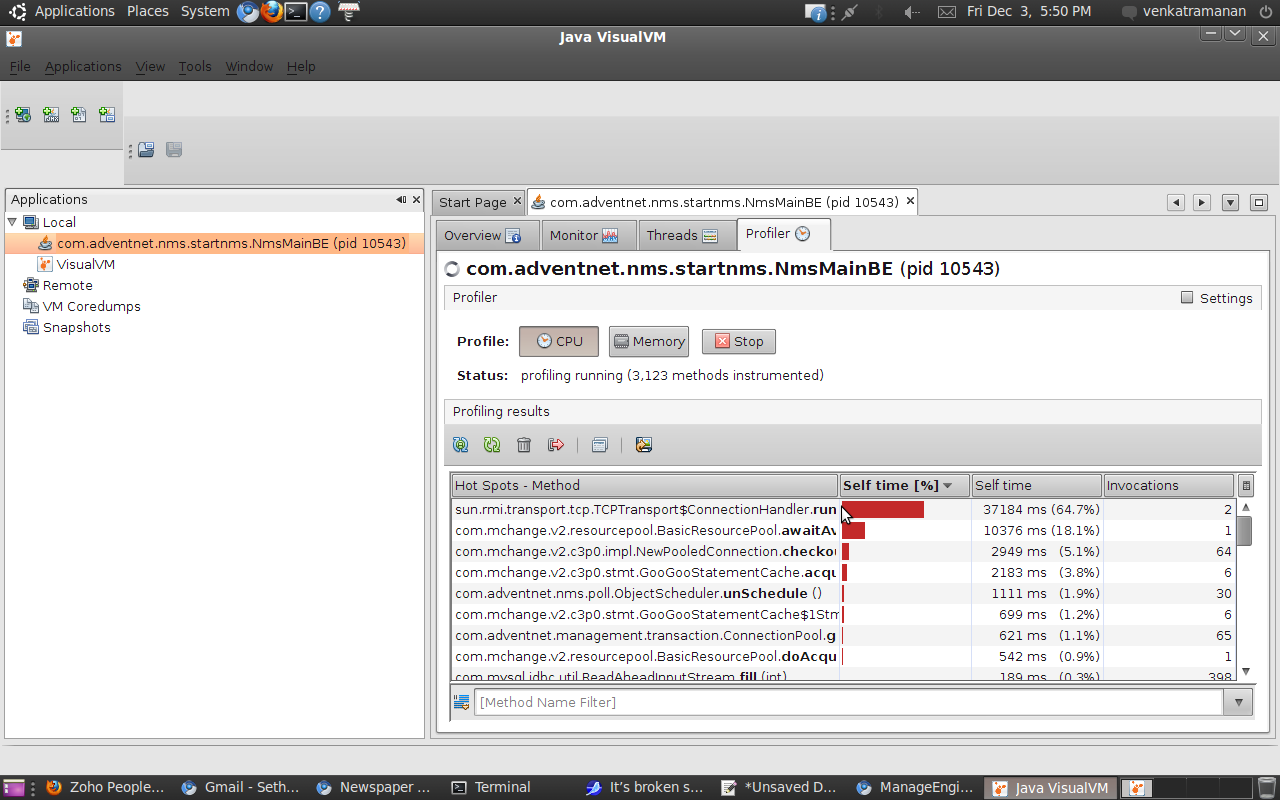 Applications Places System Fri Dec 3, 5:50 PM venkatramanan
Java VisualVM
File Applications View Tools Window Help
Applications
Local
com.adventnet.nms.startnms.NmsMainBE (pid 10543)
VisualVM
Remote
VM Coredumps
Snapshots
Start Page com.adventnet.nms.startnms.NmsMainBE (pid 10543)
Overview Monitor Threads Profiler
com.adventnet.nms.startnms.NmsMainBE (pid 10543)
Profiler Settings
Profile: CPU Memory Stop
Status: profiling running (3,123 methods instrumented)
Profiling results
Hot Spots - Method Self time [%] Self time Invocations
sun.rmi.transport.tcp.TCPTransport$ConnectionHandler.run 37184 ms (64.7%) 2
com.mchange.v2.resourcepool.BasicResourcePool.awaitAv 10376 ms (18.1%) 1
com.mchange.v2.c3p0.impl.NewPooledConnection.checkou 2949 ms (5.1%) 64
com.mchange.v2.c3p0.stmt.GooGooStatementCache.acqu 2183 ms (3.8%) 6
com.adventnet.nms.poll.ObjectScheduler.unSchedule () 1111 ms (1.9%) 30
com.mchange.v2.c3p0.stmt.GooGooStatementCache$1Stm 699 ms (1.2%) 6
com.adventnet.management.transaction.ConnectionPool.g 621 ms (1.1%) 65
com.mchange.v2.resourcepool.BasicResourcePool.doAcqu 542 ms (0.9%) 1
com.mysql.jdbc.util.ReadAheadInputStream.fill (int) 189 ms (0.3%) 398
[Method Name Filter]
Zoho People... Gmail - Seth... Newspaper ... Terminal It's broken s... *Unsaved D... ManageEngi... Java VisualVM